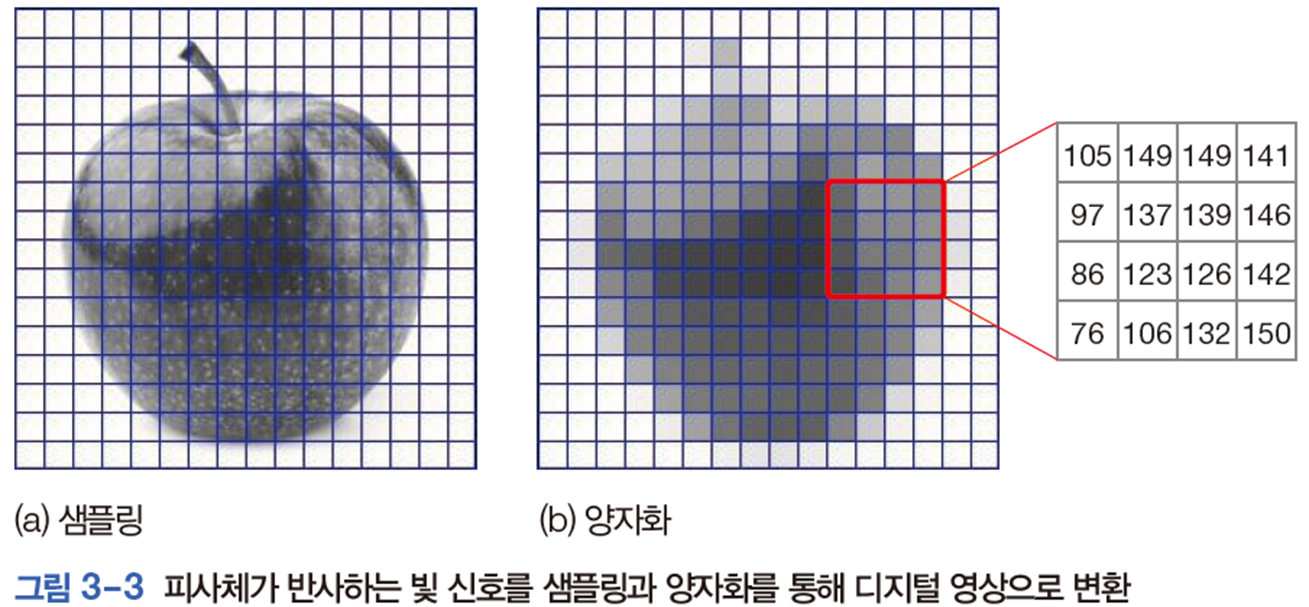 105 149 149 141
97 137 139 146
86 123 126 142
76 106 132 150
(a) 샘플링
(b) 양자화
그림 3-3 피사체가 반사하는 빛 신호를 샘플링과 양자화를 통해 디지털 영상으로 변환